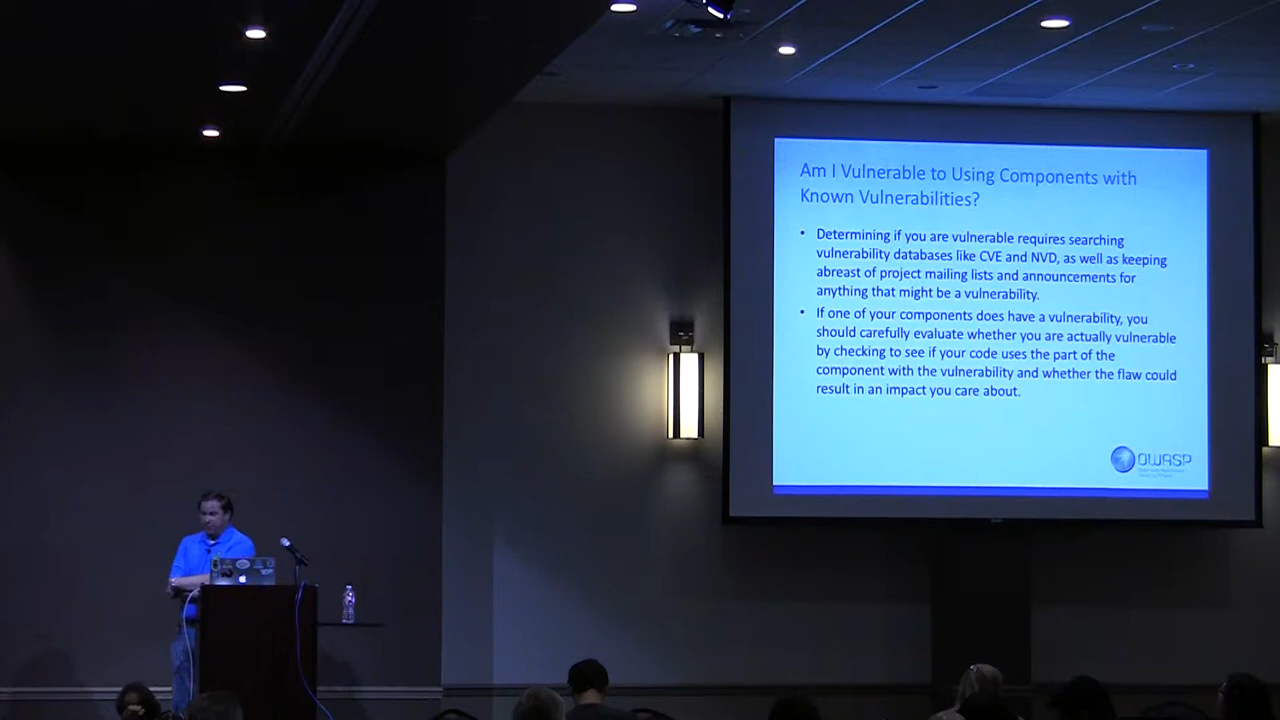 Am I Vulnerable to Using Components with
Known Vulnerabilities?
• Determining if you are vulnerable requires searching
vulnerability databases like CVE and NVD, as well as keeping
abreast of project mailing lists and announcements for
anything that might be a vulnerability.
• If one of your components does have a vulnerability, you
should carefully evaluate whether you are actually vulnerable
by checking to see if your code uses the part of the
component with the vulnerability and whether the flaw could
result in an impact you care about.
OWASP